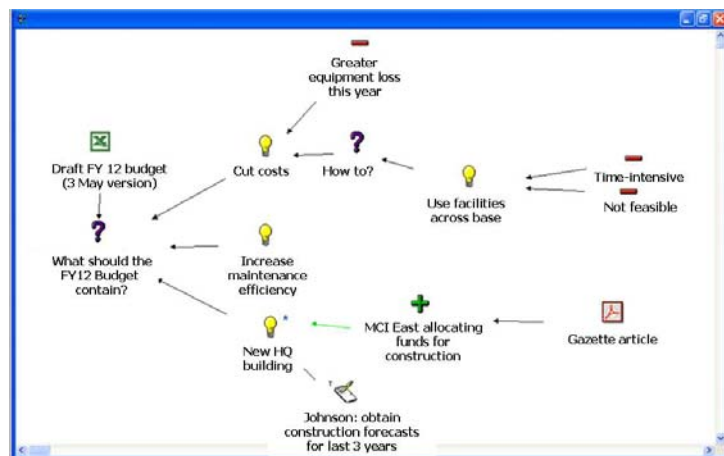 Greater
equipment loss
this year
Draft FY 12 budget
(3 May version)
Cut costs
How to?
Use facilities
across base
Time-intensive
Not feasible
What should the
FY12 Budget
contain?
Increase
maintenance
efficiency
New HQ
building
MCI East allocating
funds for
construction
Gazette article
Johnson: obtain
construction forecasts
for last 3 years